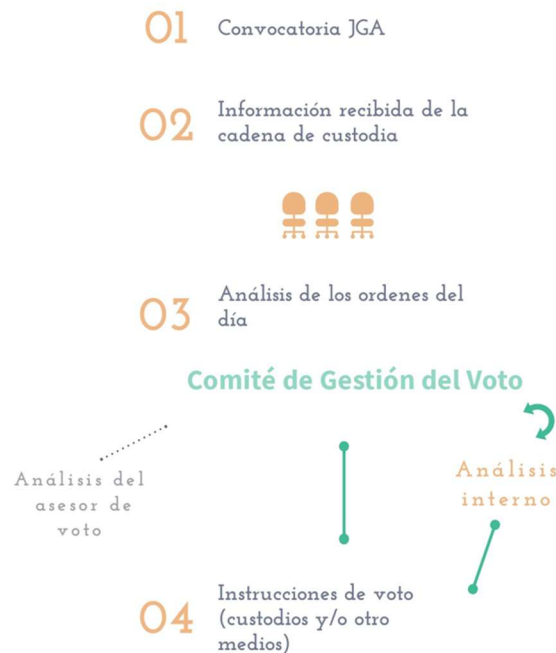 01
Convocatoria JGA
02
Información recibida de la
cadena de custodia
03
Análisis de los ordenes del
día
Comité de Gestión del Voto
Análisis del
asesor de
voto
Análisis
interno
04
Instrucciones de voto
(custodios y/o otro
medios)